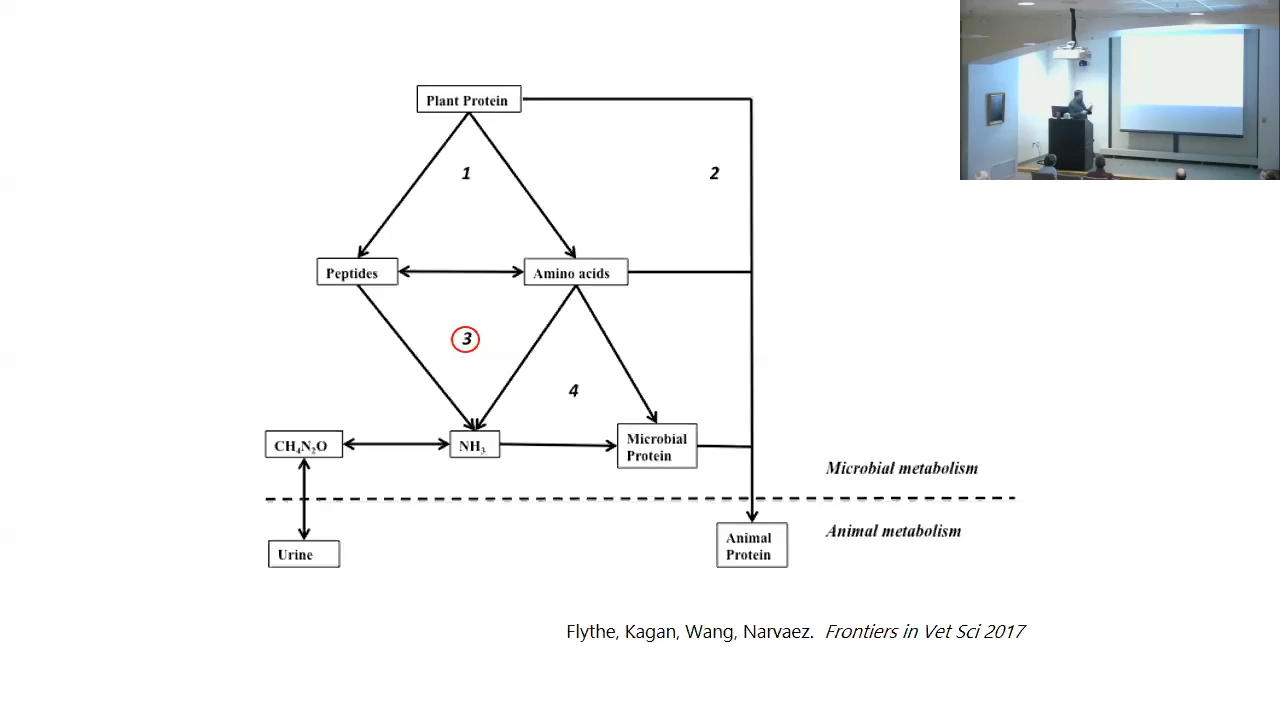 Plant Protein
1
2
Peptides
Amino acids
3
4
CH₄N₂O
NH₃
Microbial
Protein
Microbial metabolism
Animal metabolism
Urine
Animal
Protein
Flythe, Kagan, Wang, Narvaez. Frontiers in Vet Sci 2017